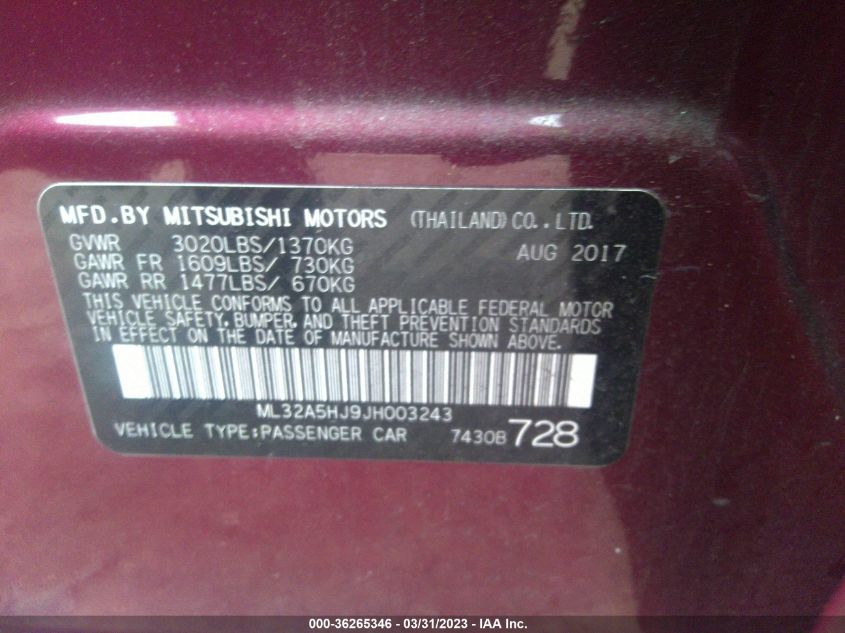 MFD.BY MITSUBISHI MOTORS (THAILAND) CO., LTD.
GVWR 3020LBS/1370KG AUG 2017
GAWR FR 1609LBS/ 730KG
GAWR RR 1477LBS/ 670KG
THIS VEHICLE CONFORMS TO ALL APPLICABLE FEDERAL MOTOR
VEHICLE SAFETY, BUMPER, AND THEFT PREVENTION STANDARDS
IN EFFECT ON THE DATE OF MANUFACTURE SHOWN ABOVE.
ML32A5HJ9JH003243
VEHICLE TYPE:PASSENGER CAR 7430B 728
000-36265346 - 03/31/2023 - IAA Inc.